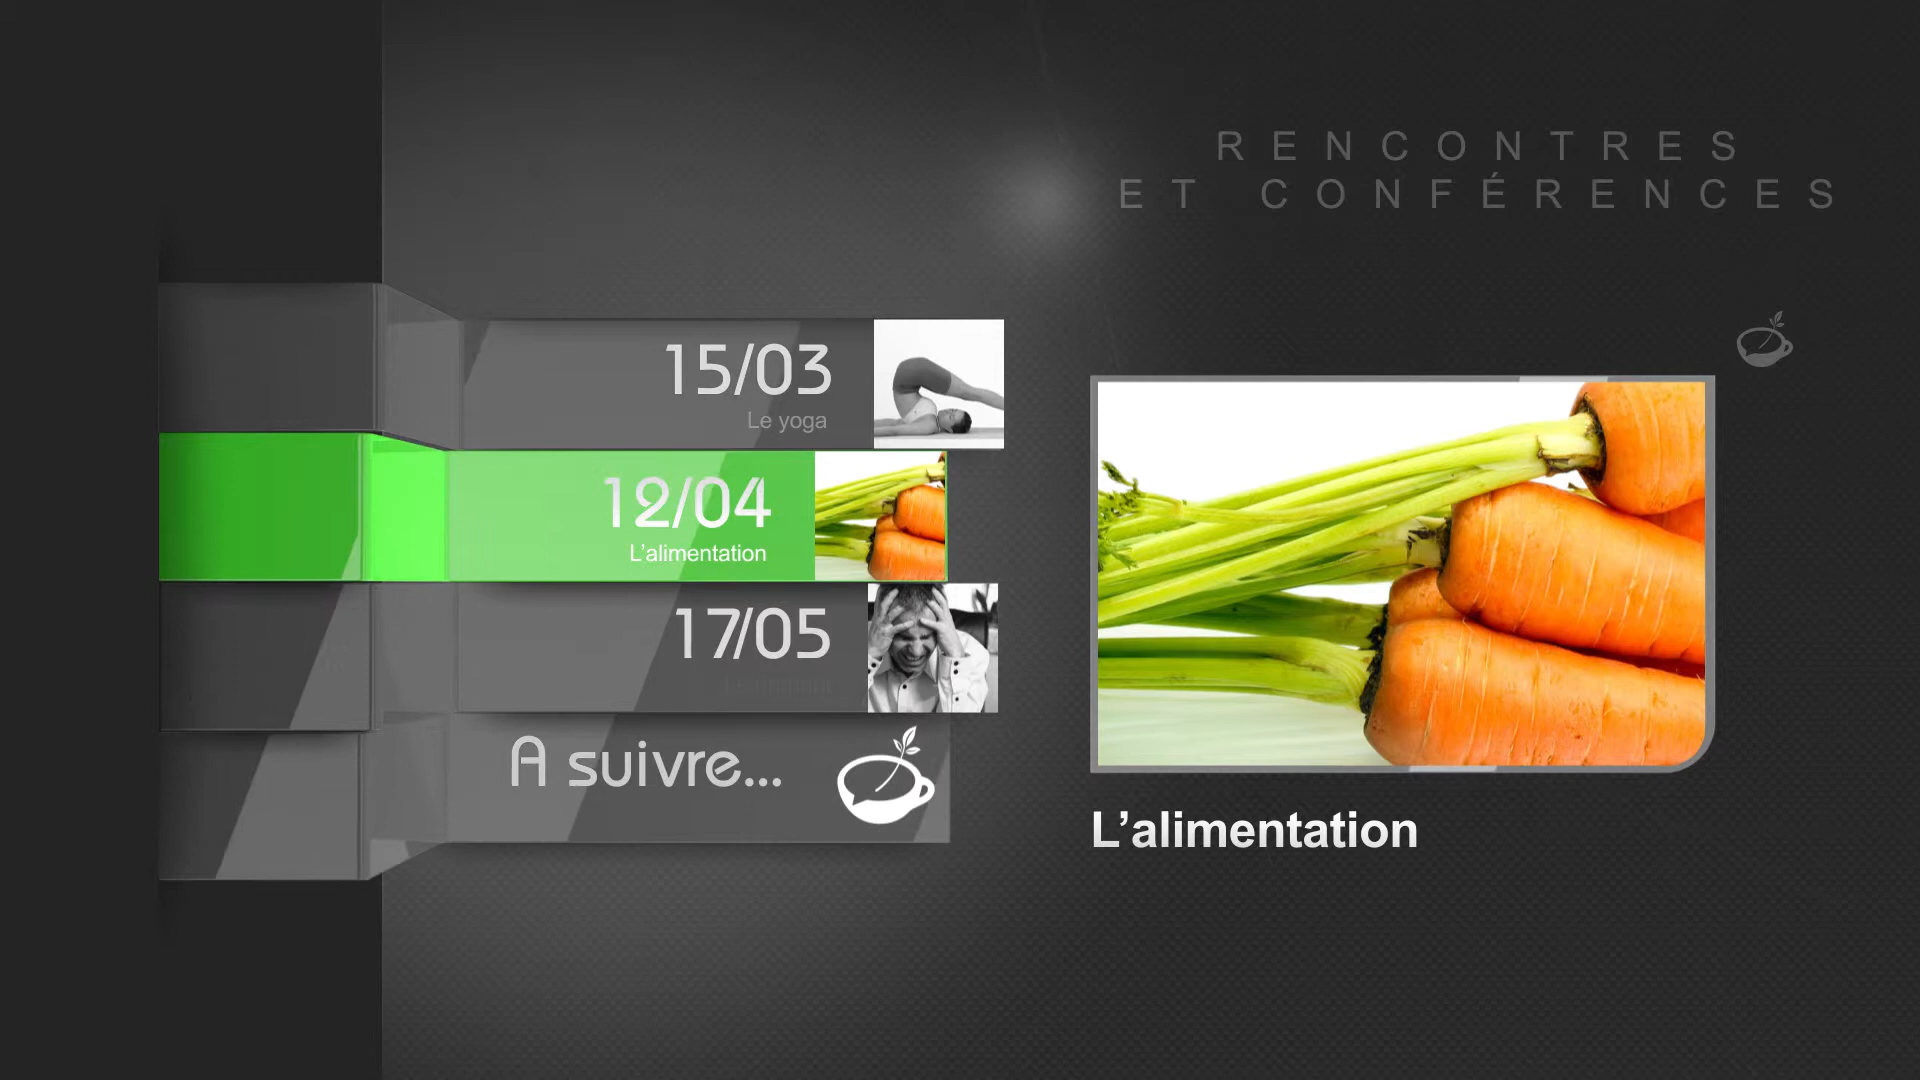 RENCONTRES
ET CONFÉRENCES
15/03
Le yoga
12/04
L’alimentation
17/05
A suivre...
L’alimentation